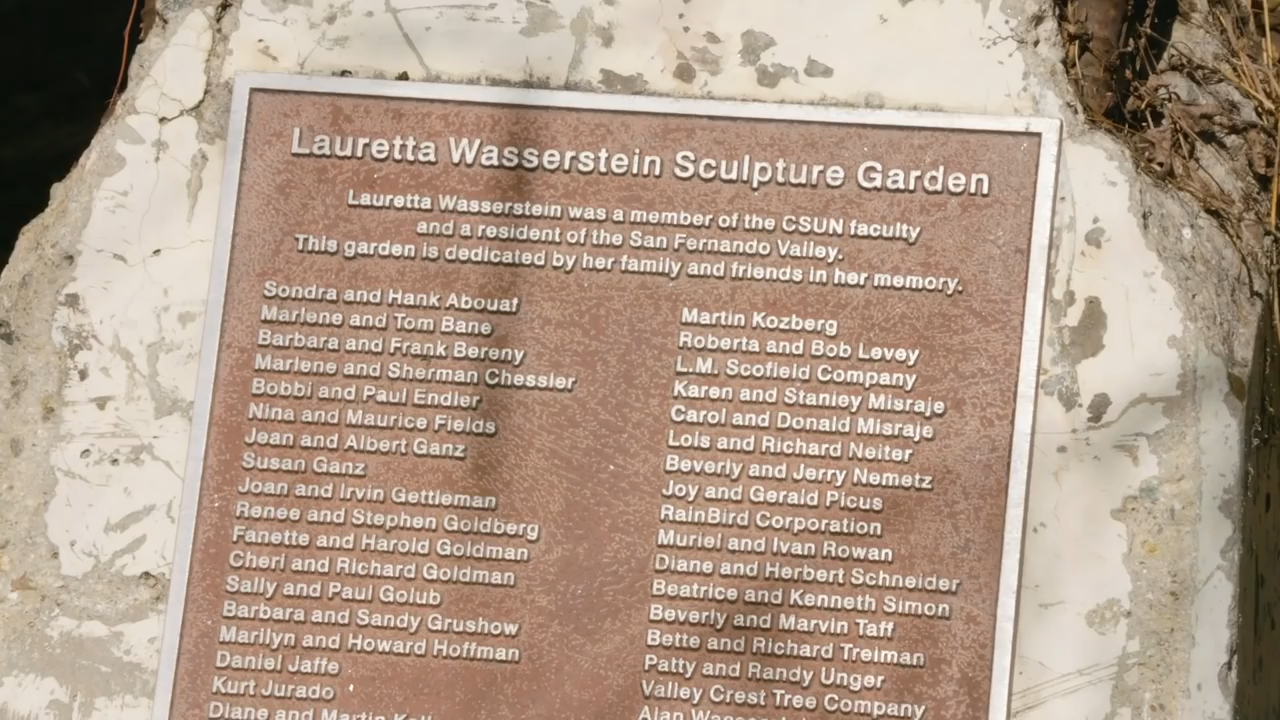 Lauretta Wasserstein Sculpture Garden
Lauretta Wasserstein was a member of the CSUN faculty
and a resident of the San Fernando Valley.
This garden is dedicated by her family and friends in her memory.
Sondra and Hank Abouaf
Marlene and Tom Bane
Barbara and Frank Bereny
Marlene and Sherman Chessler
Bobbi and Paul Endler
Nina and Maurice Fields
Jean and Albert Ganz
Susan Ganz
Joan and Irvin Gettleman
Renee and Stephen Goldberg
Fanette and Harold Goldman
Cheri and Richard Goldman
Sally and Paul Golub
Barbara and Sandy Grushow
Marilyn and Howard Hoffman
Daniel Jaffe
Kurt Jurado
Diane and Martin
Martin Kozberg
Roberta and Bob Levey
L.M. Scofield Company
Karen and Stanley Misraje
Carol and Donald Misraje
Lois and Richard Neiter
Beverly and Jerry Nemetz
Joy and Gerald Picus
RainBird Corporation
Muriel and Ivan Rowan
Diane and Herbert Schneider
Beatrice and Kenneth Simon
Beverly and Marvin Taff
Bette and Richard Treiman
Patty and Randy Unger
Valley Crest Tree Company
Alan